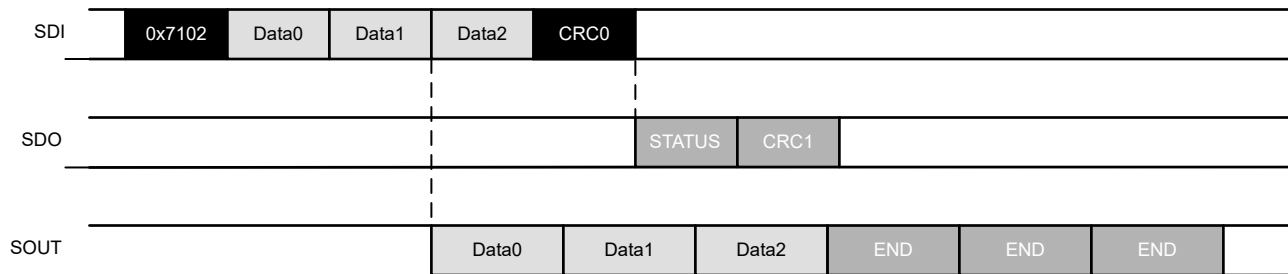 SDI 0x7102 Data0 Data1 Data2 CRC0
SDO STATUS CRC1
SOUT Data0 Data1 Data2 END END END